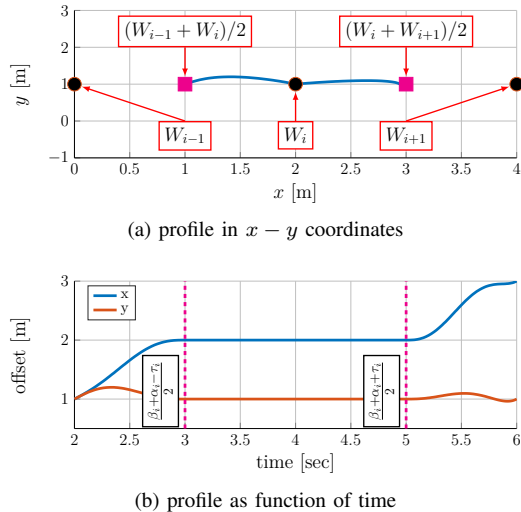 3
(W_{i−1} + W_i)/2 (W_i + W_{i+1})/2
2
1
0
−1
W_{i−1} W_i W_{i+1}
y [m]
0 0.5 1 1.5 2 2.5 3 3.5 4
x [m]
(a) profile in x − y coordinates
3
2
1
x
y
offset [m]
\frac{β_i+α_i−τ_i}{2}
\frac{β_i+α_i+τ_i}{2}
2 2.5 3 3.5 4 4.5 5 5.5 6
time [sec]
(b) profile as function of time